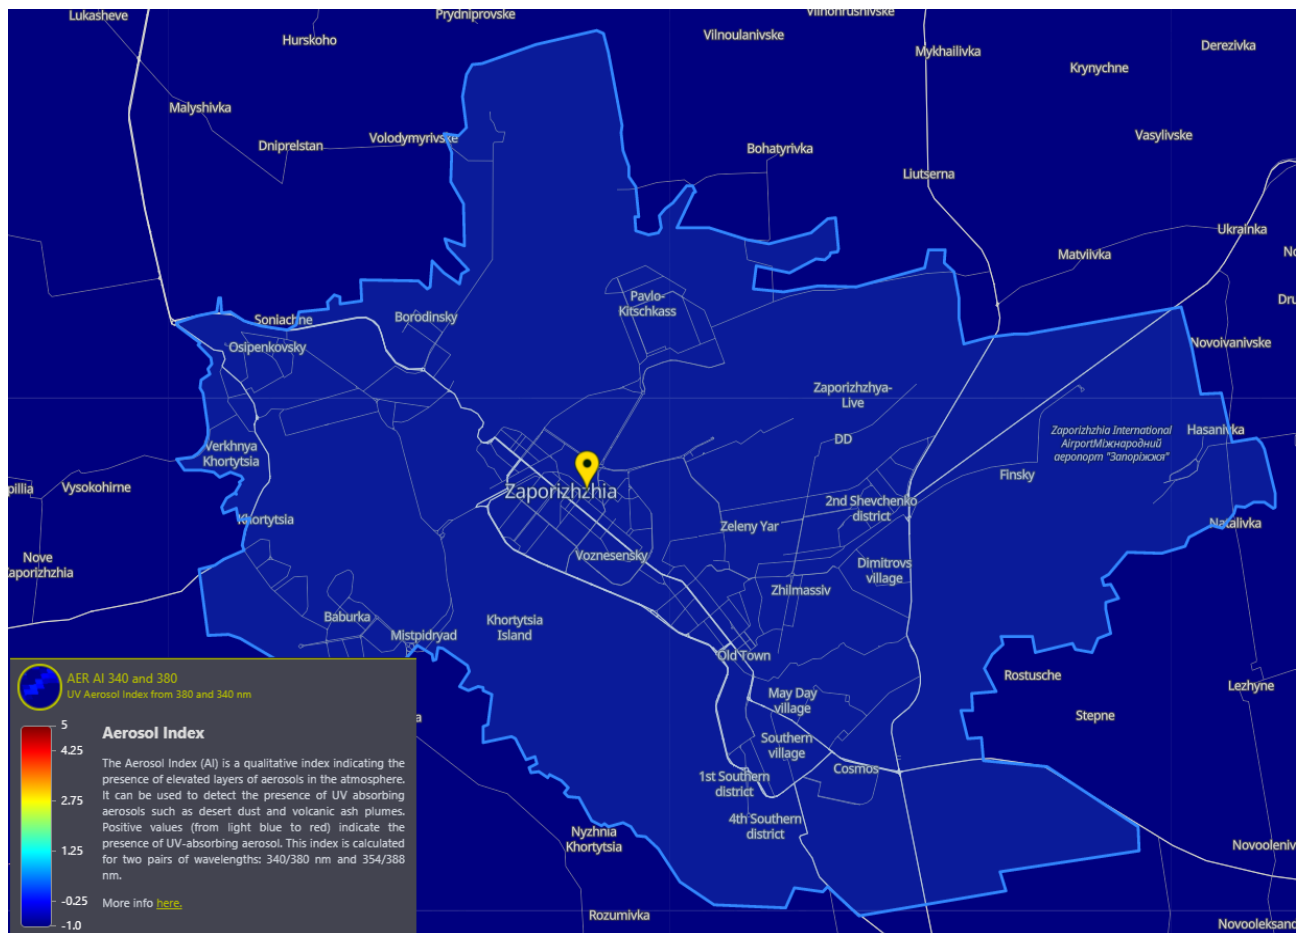 Lukasheve
Prydniprovske
Vilnohrushivske
Hurskoho
Vilnoulanivske
Mykhailivka
Derezivka
Krynychne
Malyshivka
Dniprelstan
Volodymyrivske
Bohatyrivka
Vasylivske
Liutserna
Ukrainka
Matviivka
Pavlo-
Kitschkass
Soniachne
Borodinsky
Osipenkovsky
Novoivanivske
Zaporizhzhya-
Live
DD
Zaporizhzhia International
AirportМіжнародний
аеропорт "Запоріжжя"
Hasanivka
Verkhnya
Khortytsia
Finsky
Vysokohirne
Zaporizhzhia
2nd Shevchenko
district
Khortytsia
Zeleny Yar
Natalivka
Nove
Zaporizhzhia
Voznesensky
Dimitrovs
village
Zhilmassiv
Baburka
Mistpidryad
Khortytsia
Island
Old Town
Rostusche
Lezhyne
May Day
village
Stepne
Southern
village
1st Southern
district
Cosmos
4th Southern
district
Nyzhnia
Khortytsia
Rozumivka
AER AI 340 and 380
UV Aerosol Index from 380 and 340 nm
5
4.25
2.75
1.25
-0.25
-1.0
Aerosol Index
The Aerosol Index (AI) is a qualitative index indicating the
presence of elevated layers of aerosols in the atmosphere.
It can be used to detect the presence of UV absorbing
aerosols such as desert dust and volcanic ash plumes.
Positive values (from light blue to red) indicate the
presence of UV-absorbing aerosol. This index is calculated
for two pairs of wavelengths: 340/380 nm and 354/388
nm.
More info here.